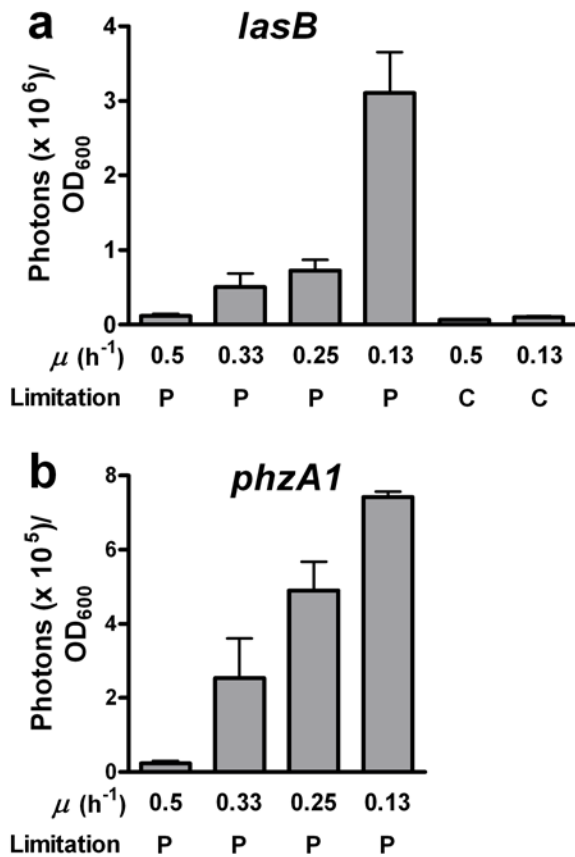 a lasB
Photons (x 10⁶)/
OD₆₀₀
4
3
2
1
0
μ (h⁻¹) 0.5 0.33 0.25 0.13 0.5 0.13
Limitation P P P P C C
b phzA1
Photons (x 10⁵)/
OD₆₀₀
8
6
4
2
0
μ (h⁻¹) 0.5 0.33 0.25 0.13
Limitation P P P P